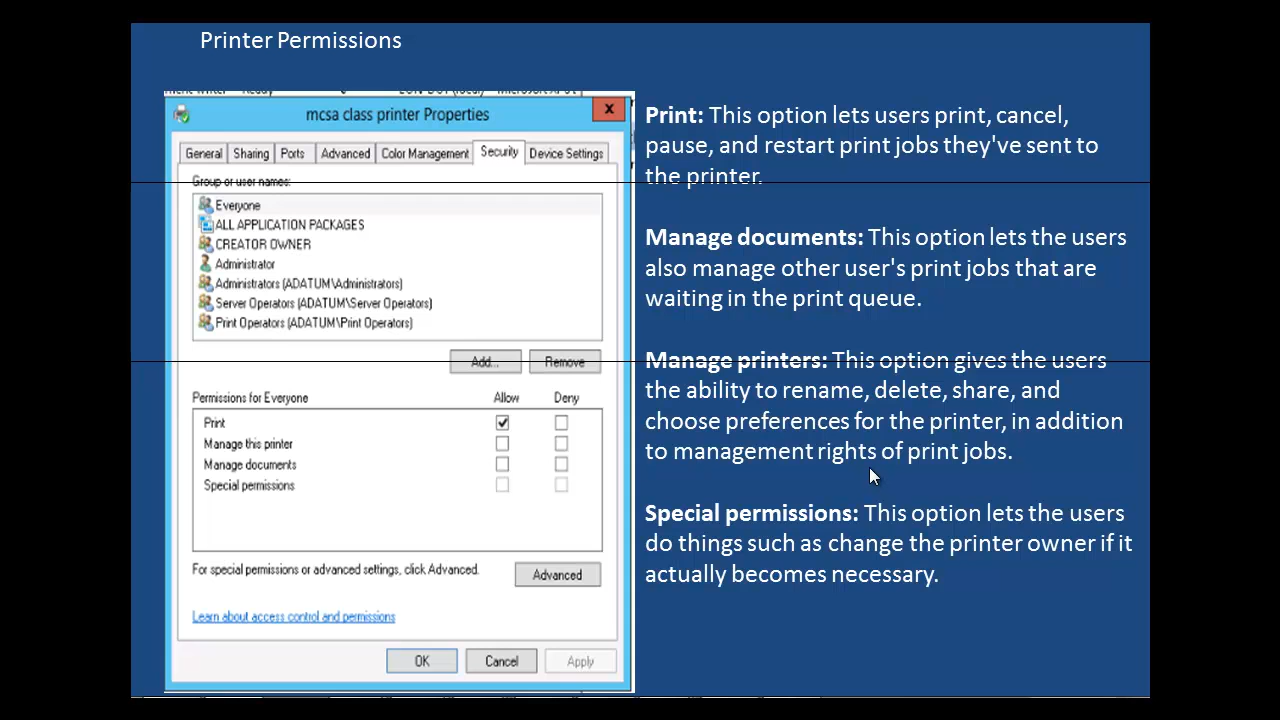 Printer Permissions
mcsa class printer Properties
x
General Sharing Ports Advanced Color Management Security Device Settings
Group or user names:
Everyone
ALL APPLICATION PACKAGES
CREATOR OWNER
Administrator
Administrators (ADATUM\Administrators)
Server Operators (ADATUM\Server Operators)
Print Operators (ADATUM\Print Operators)
Add... Remove
Permissions for Everyone Allow Deny
Print
Manage this printer
Manage documents
Special permissions
For special permissions or advanced settings, click Advanced.
Advanced
Learn about access control and permissions
OK Cancel Apply
Print: This option lets users print, cancel,
pause, and restart print jobs they've sent to
the printer.
Manage documents: This option lets the users
also manage other user's print jobs that are
waiting in the print queue.
Manage printers: This option gives the users
the ability to rename, delete, share, and
choose preferences for the printer, in addition
to management rights of print jobs.
Special permissions: This option lets the users
do things such as change the printer owner if it
actually becomes necessary.